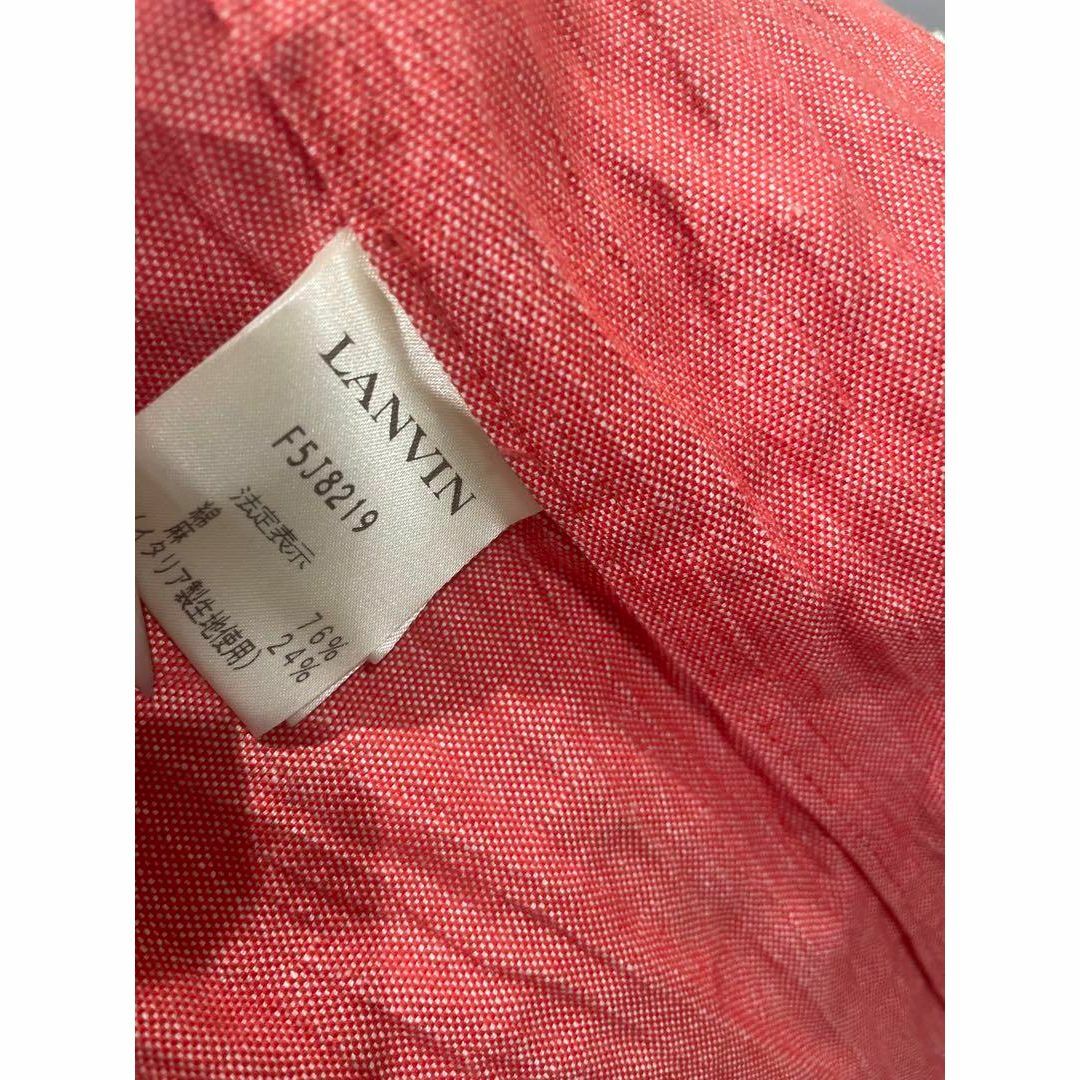 LANVIN
F5J8219
法定表示
綿 76%
麻 24%
(イタリア製生地使用)